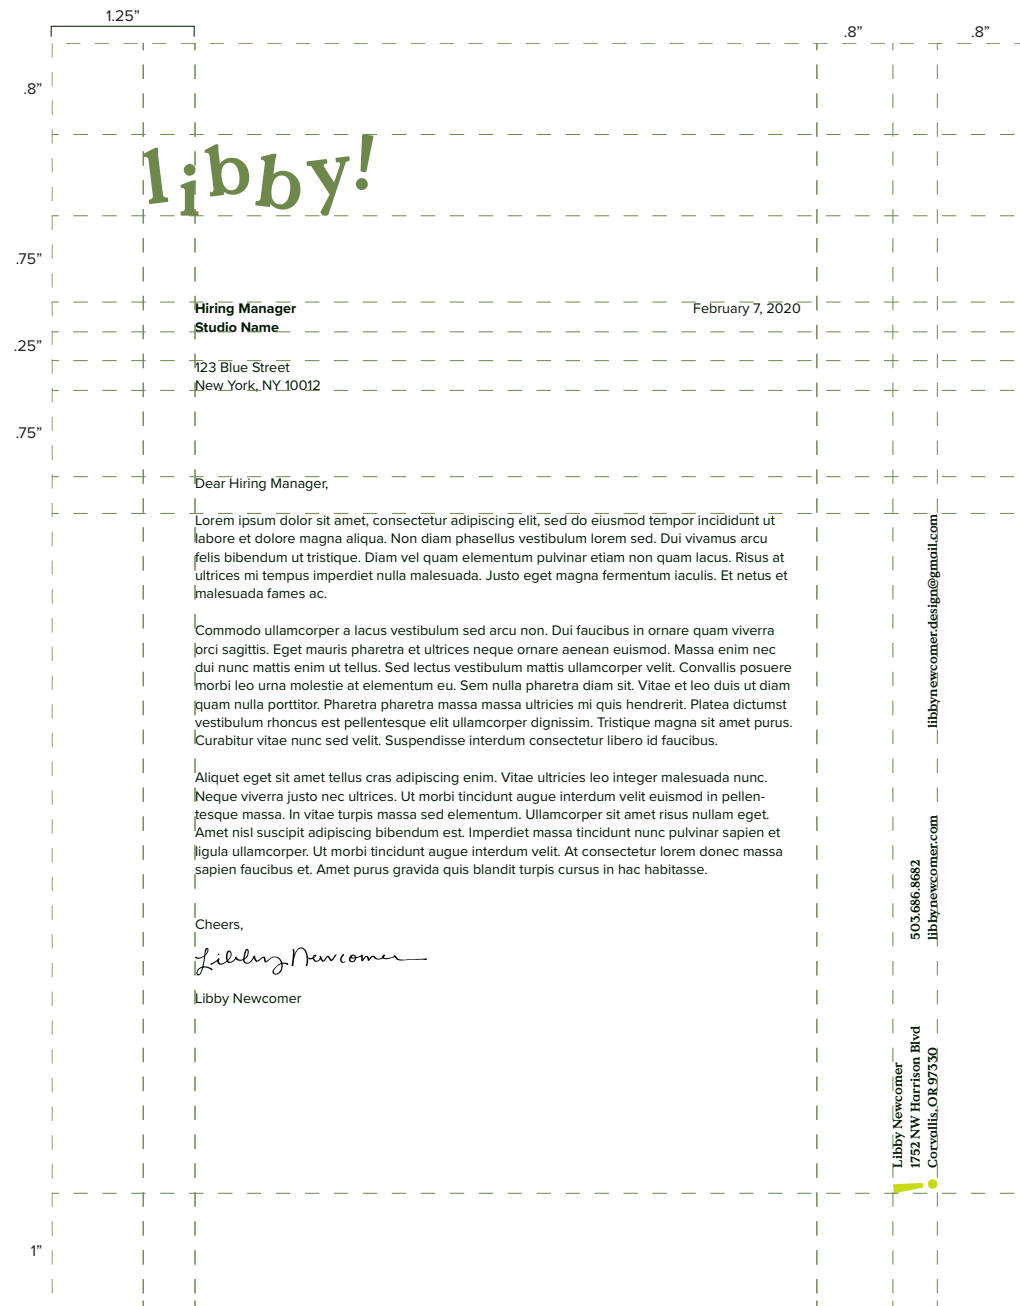 1.25”
.8”
.8”
.8”
libby!
.75”
Hiring Manager
February 7, 2020
Studio Name
.25”
123 Blue Street
New York, NY 10012
.75”
Dear Hiring Manager,
Lorem ipsum dolor sit amet, consectetur adipiscing elit, sed do eiusmod tempor incididunt ut
labore et dolore magna aliqua. Non diam phasellus vestibulum lorem sed. Dui vivamus arcu
felis bibendum ut tristique. Diam vel quam elementum pulvinar etiam non quam lacus. Risus at
ultrices mi tempus imperdiet nulla malesuada. Justo eget magna fermentum iaculis. Et netus et
malesuada fames ac.
Commodo ullamcorper a lacus vestibulum sed arcu non. Dui faucibus in ornare quam viverra
orci sagittis. Eget mauris pharetra et ultrices neque ornare aenean euismod. Massa enim nec
dui nunc mattis enim ut tellus. Sed lectus vestibulum mattis ullamcorper velit. Convallis posuere
morbi leo urna molestie at elementum eu. Sem nulla pharetra diam sit. Vitae et leo duis ut diam
quam nulla porttitor. Pharetra pharetra massa massa ultricies mi quis hendrerit. Platea dictumst
vestibulum rhoncus est pellentesque elit ullamcorper dignissim. Tristique magna sit amet purus.
Curabitur vitae nunc sed velit. Suspendisse interdum consectetur libero id faucibus.
Aliquet eget sit amet tellus cras adipiscing enim. Vitae ultricies leo integer malesuada nunc.
Neque viverra justo nec ultrices. Ut morbi tincidunt augue interdum velit euismod in pellen-
tesque massa. In vitae turpis massa sed elementum. Ullamcorper sit amet risus nullam eget.
Amet nisl suscipit adipiscing bibendum est. Imperdiet massa tincidunt nunc pulvinar sapien et
ligula ullamcorper. Ut morbi tincidunt augue interdum velit. At consectetur lorem donec massa
sapien faucibus et. Amet purus gravida quis blandit turpis cursus in hac habitasse.
Cheers,
Libby Newcomer
Libby Newcomer
!
Libby Newcomer
1752 NW Harrison Blvd
Corvallis, OR 97330
503.686.8682
libbynewcomer.com
libbynewcomer.design@gmail.com
1”